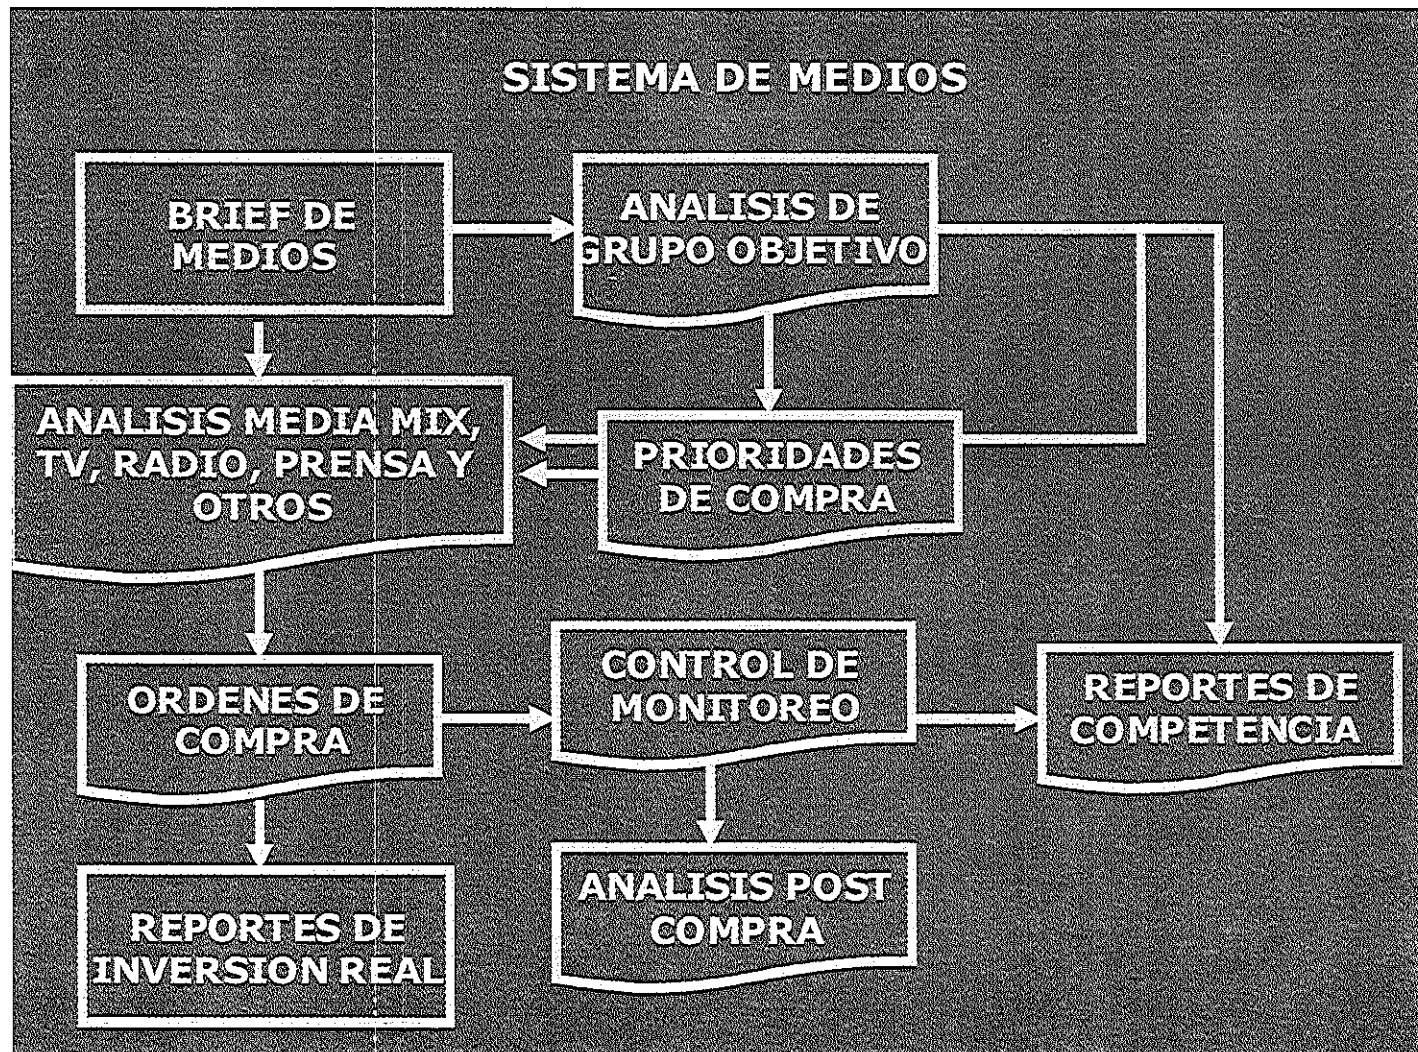 SISTEMA DE MEDIOS
BRIEF DE
MEDIOS
ANALISIS DE
GRUPO OBJETIVO
ANALISIS MEDIA MIX,
TV, RADIO, PRENSA Y
OTROS
PRIORIDADES
DE COMPRA
ORDENES DE
COMPRA
CONTROL DE
MONITOREO
REPORTES DE
COMPETENCIA
REPORTES DE
INVERSION REAL
ANALISIS POST
COMPRA